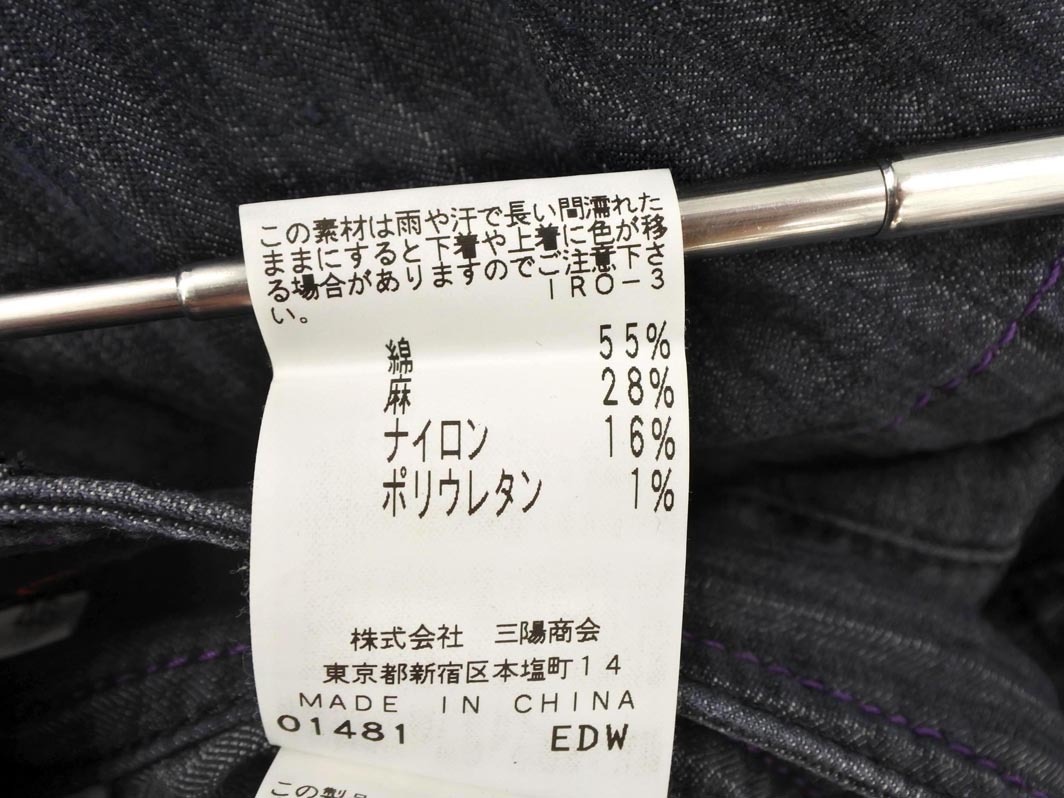 この素材は雨や汗で長い間濡れた
ままにすると下着や上着に色が移
る場合がありますのでご注意下さ
い。
IRO-3
綿 55%
麻 28%
ナイロン 16%
ポリウレタン 1%
株式会社 三陽商会
東京都新宿区本塩町14
MADE IN CHINA
01481 EDW
この製品